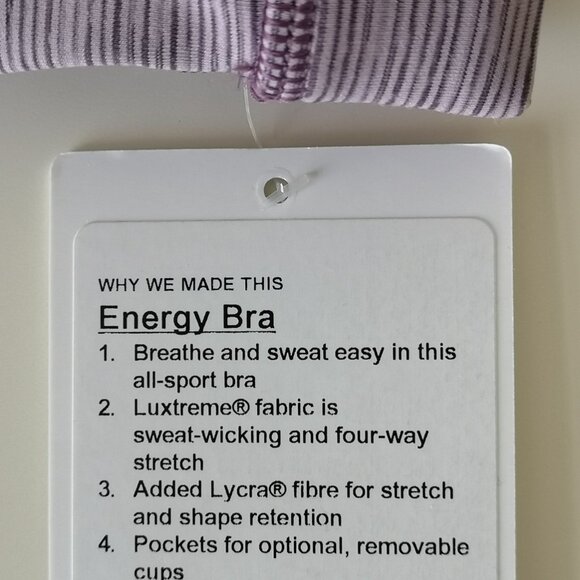 WHY WE MADE THIS
Energy Bra
1. Breathe and sweat easy in this
all-sport bra
2. Luxtreme® fabric is
sweat-wicking and four-way
stretch
3. Added Lycra® fibre for stretch
and shape retention
4. Pockets for optional, removable
cups